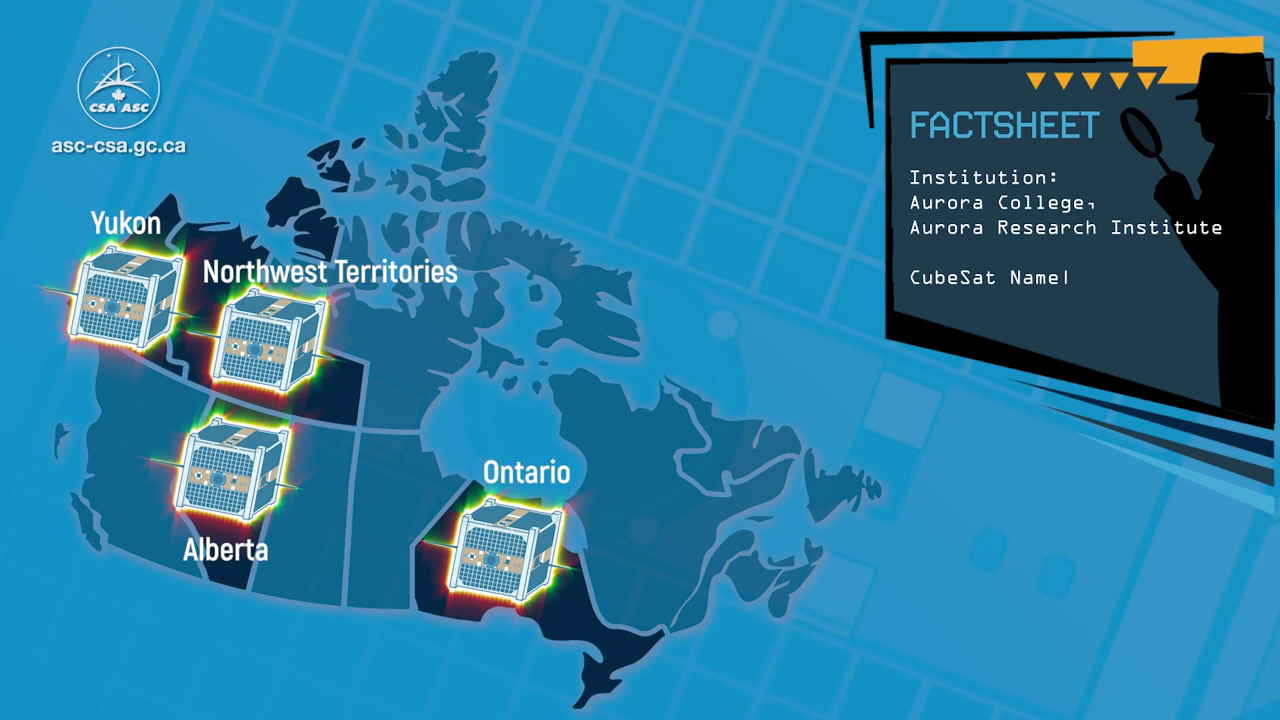 CSA ASC
asc-csa.gc.ca
Yukon
Northwest Territories
Alberta
Ontario
FACTSHEET
Institution:
Aurora College,
Aurora Research Institute
CubeSat Name